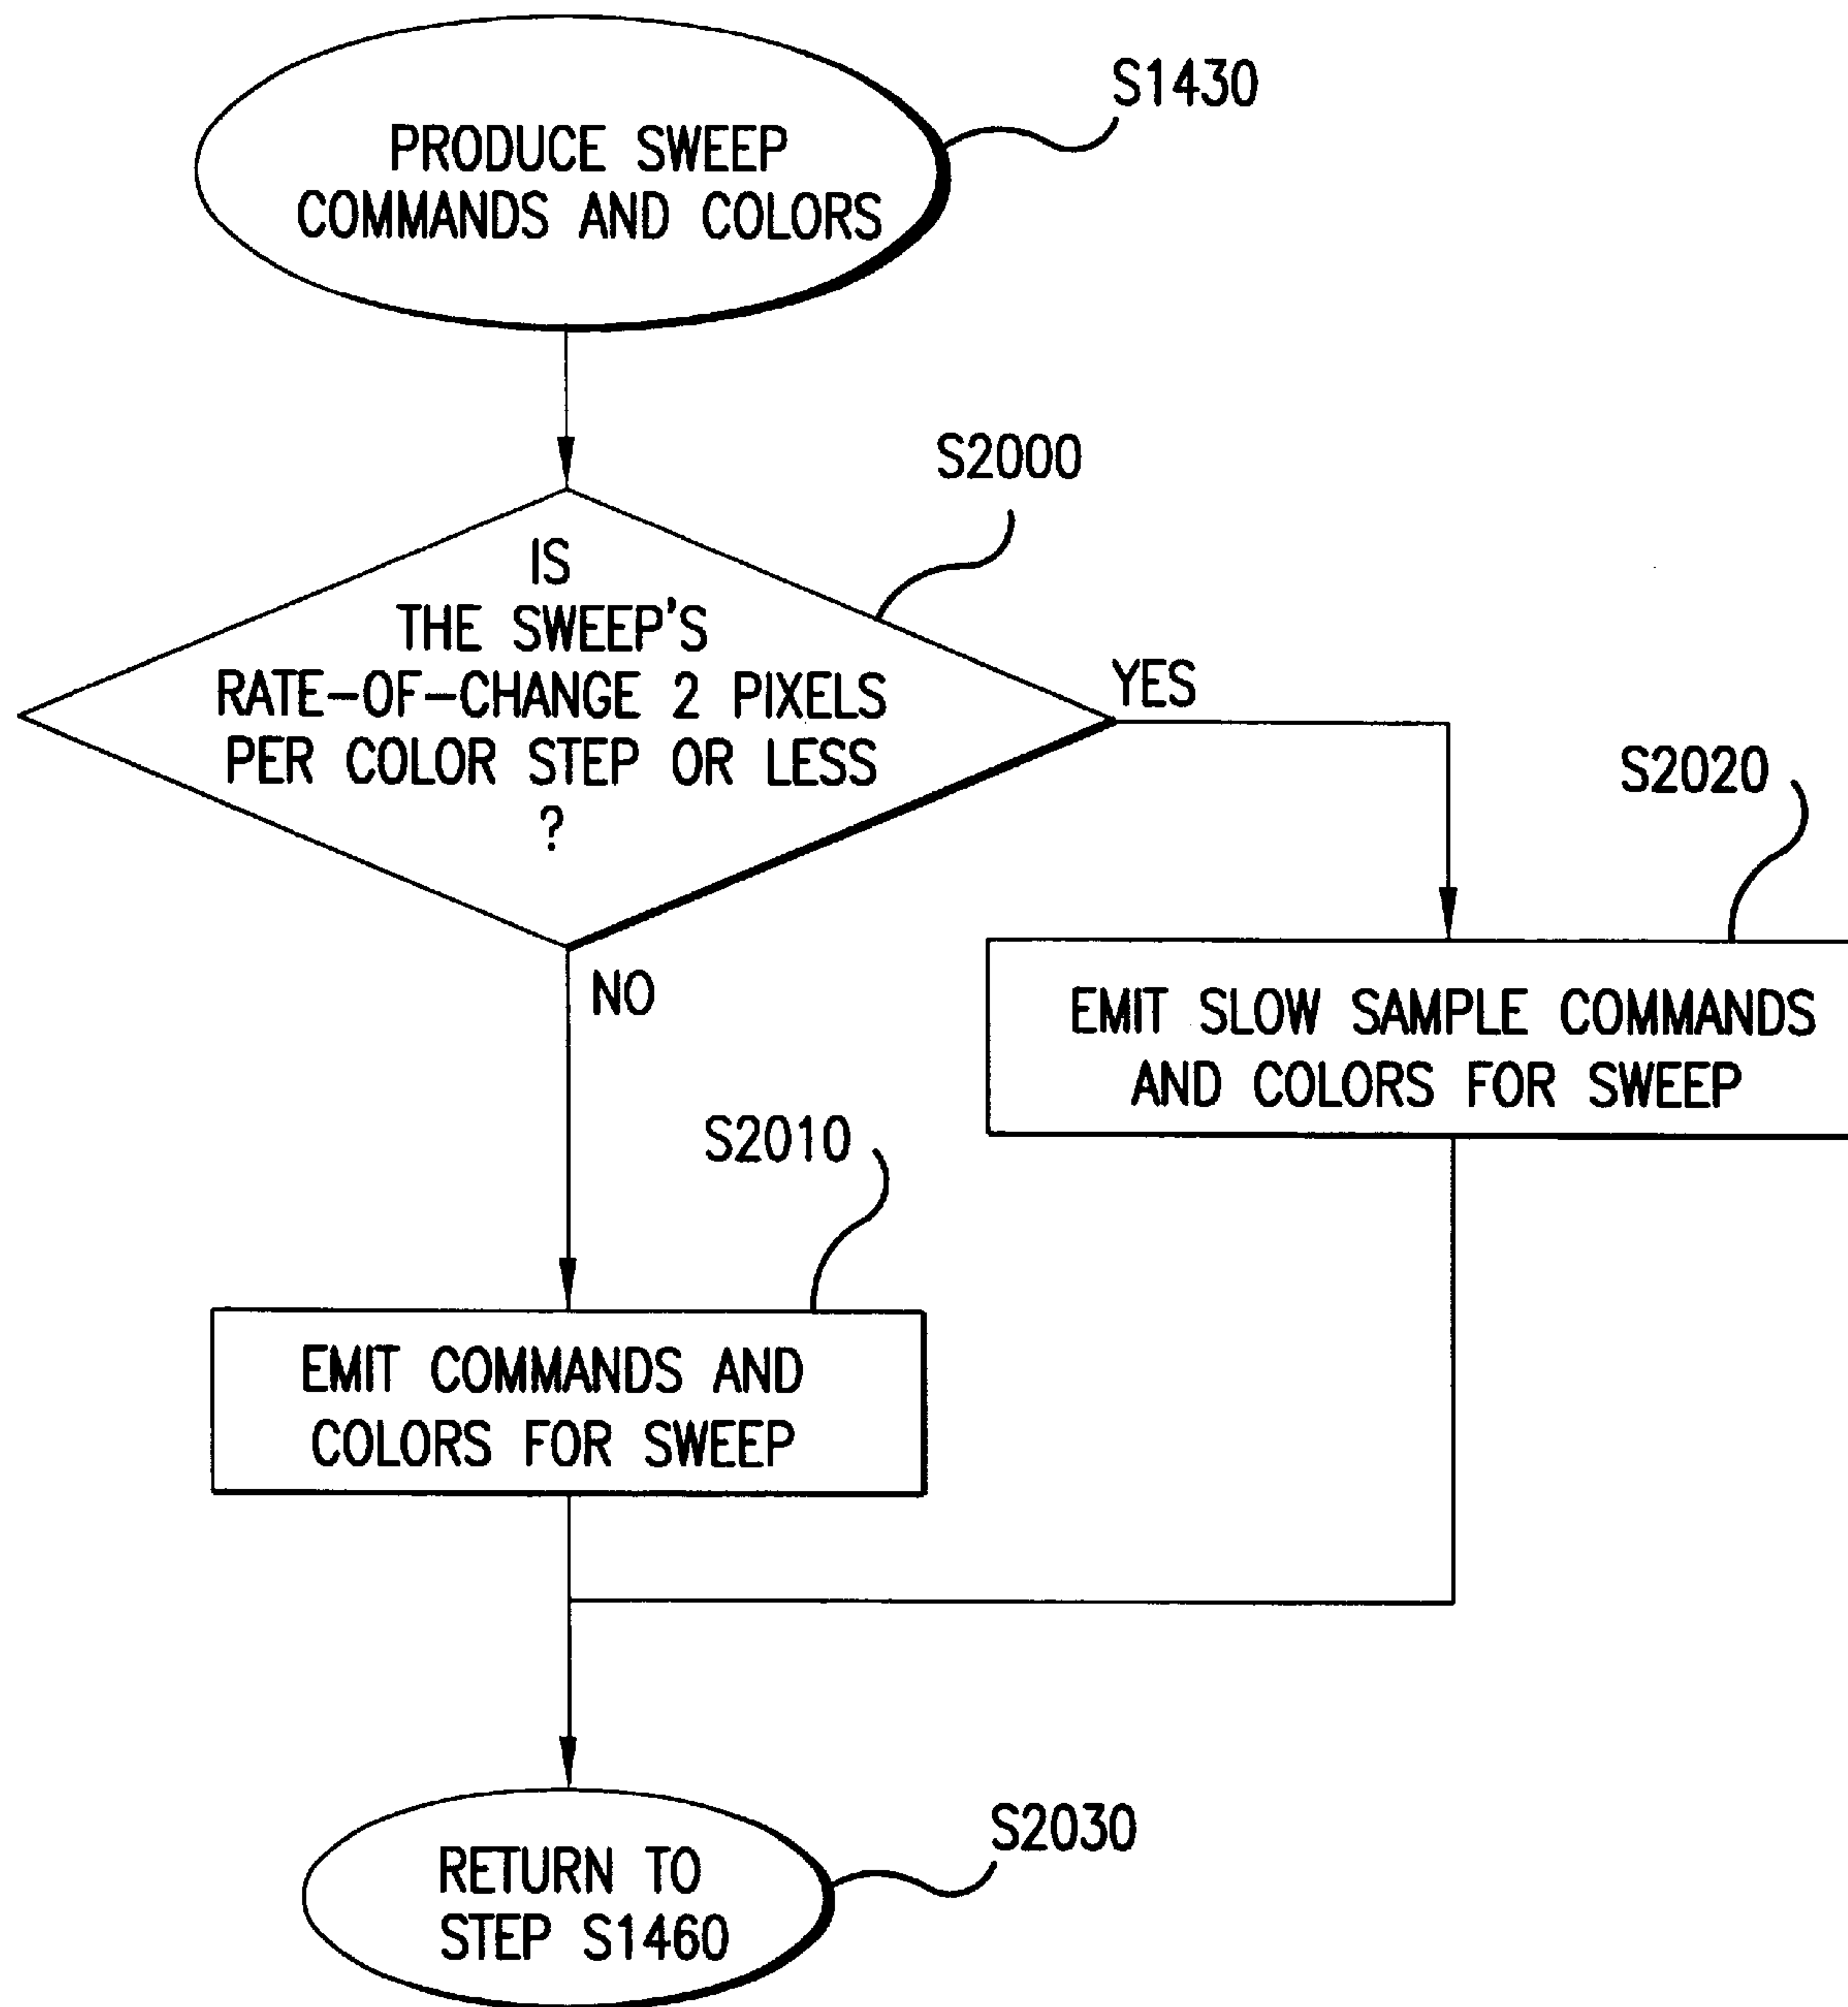 S1430
PRODUCE SWEEP
COMMANDS AND COLORS
S2000
IS
THE SWEEP'S
RATE-OF-CHANGE 2 PIXELS
PER COLOR STEP OR LESS
?
YES
NO
S2020
EMIT SLOW SAMPLE COMMANDS
AND COLORS FOR SWEEP
S2010
EMIT COMMANDS AND
COLORS FOR SWEEP
S2030
RETURN TO
STEP S1460